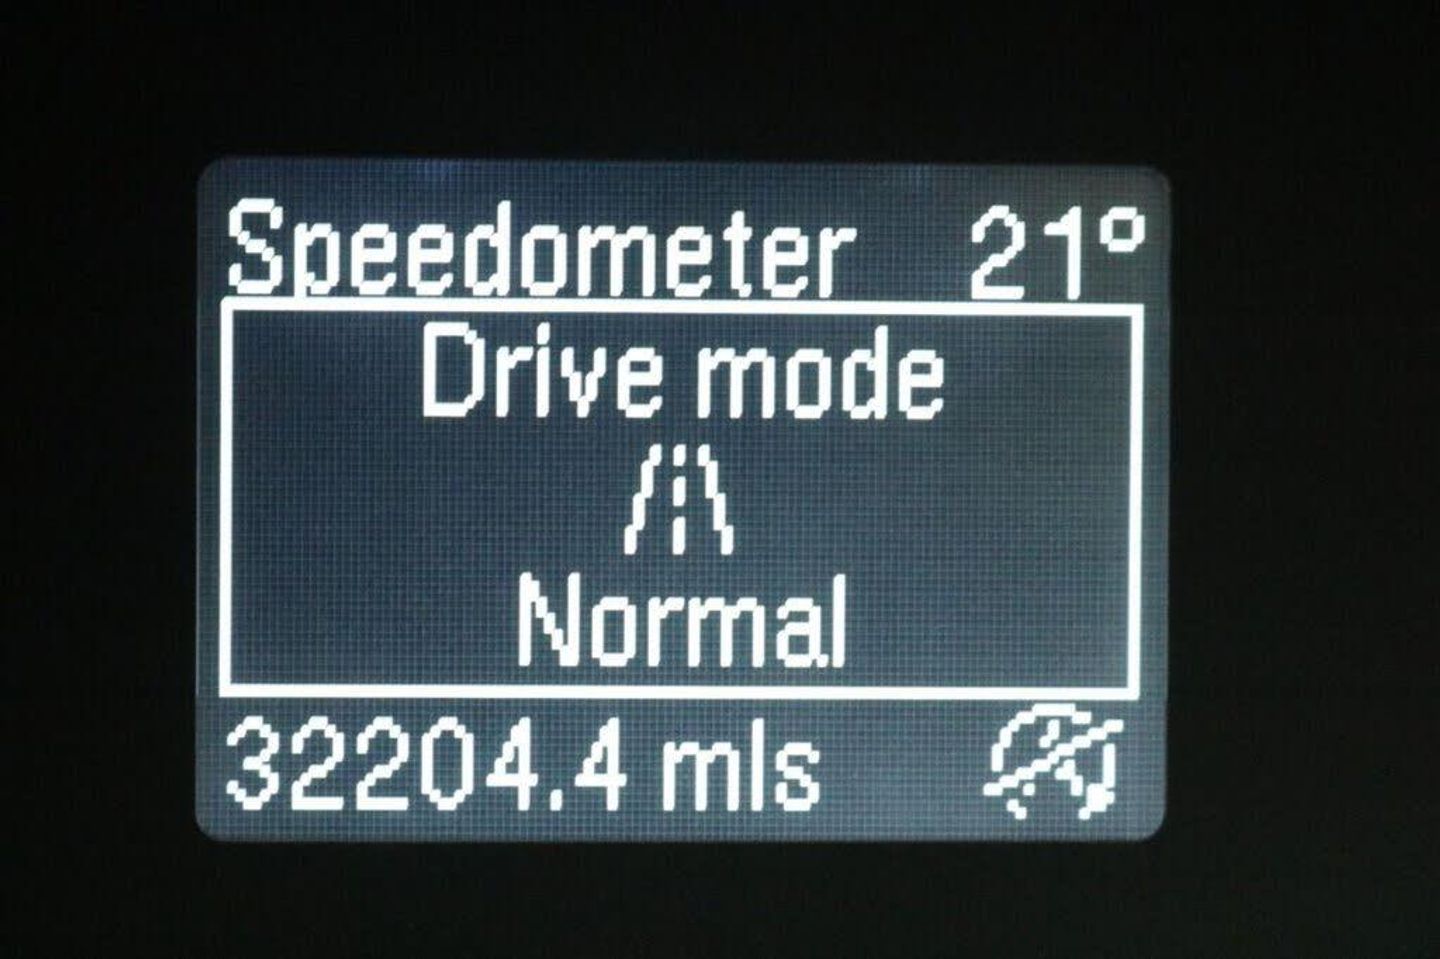 Speedometer 21°
Drive mode
Normal
32204.4 mls